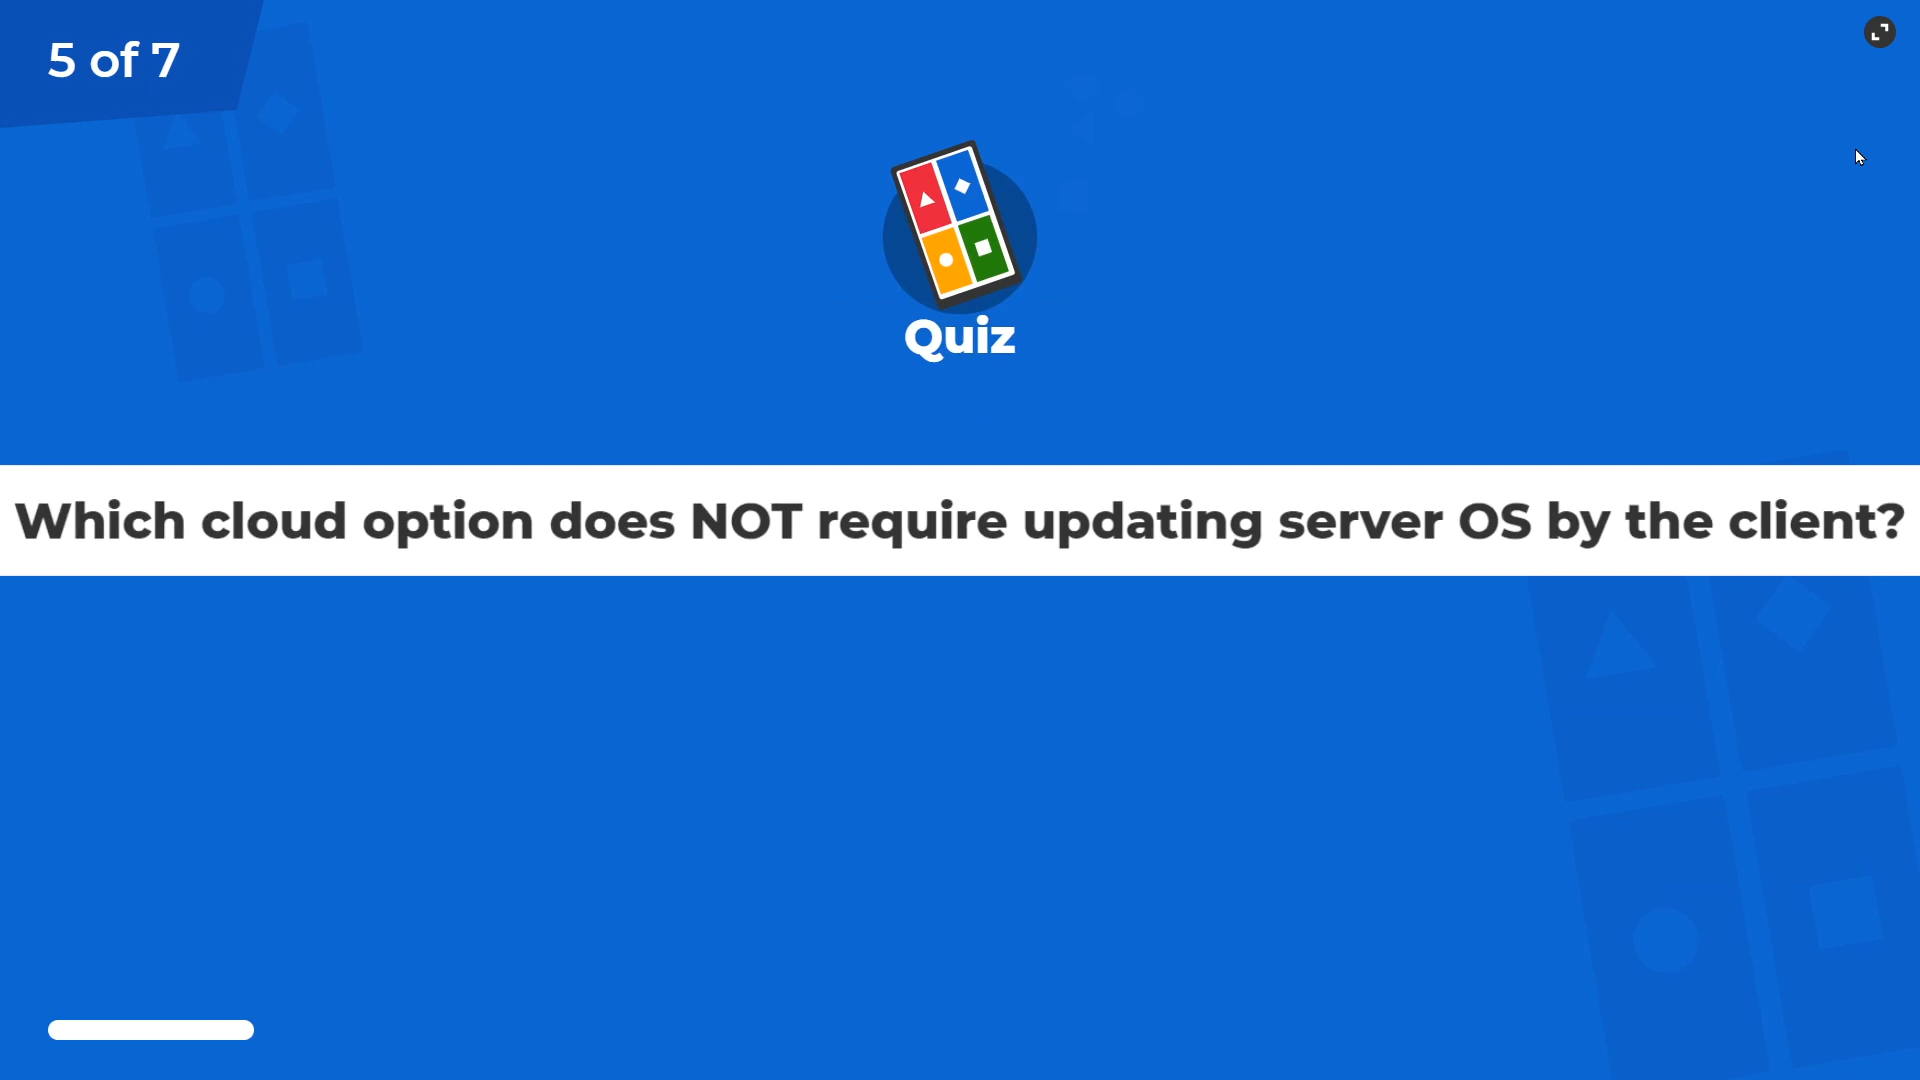 5 of 7
Quiz
Which cloud option does NOT require updating server OS by the client?